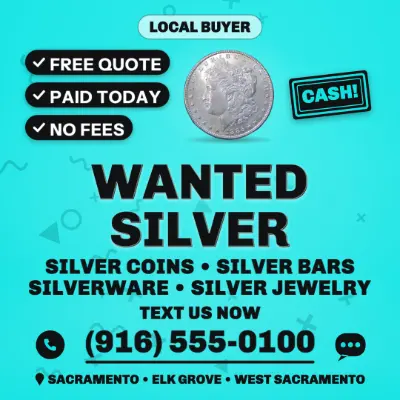 LOCAL BUYER
FREE QUOTE
PAID TODAY
NO FEES
CASH!
WANTED
SILVER
SILVER COINS • SILVER BARS
SILVERWARE • SILVER JEWELRY
TEXT US NOW
(916) 555-0100
SACRAMENTO • ELK GROVE • WEST SACRAMENTO